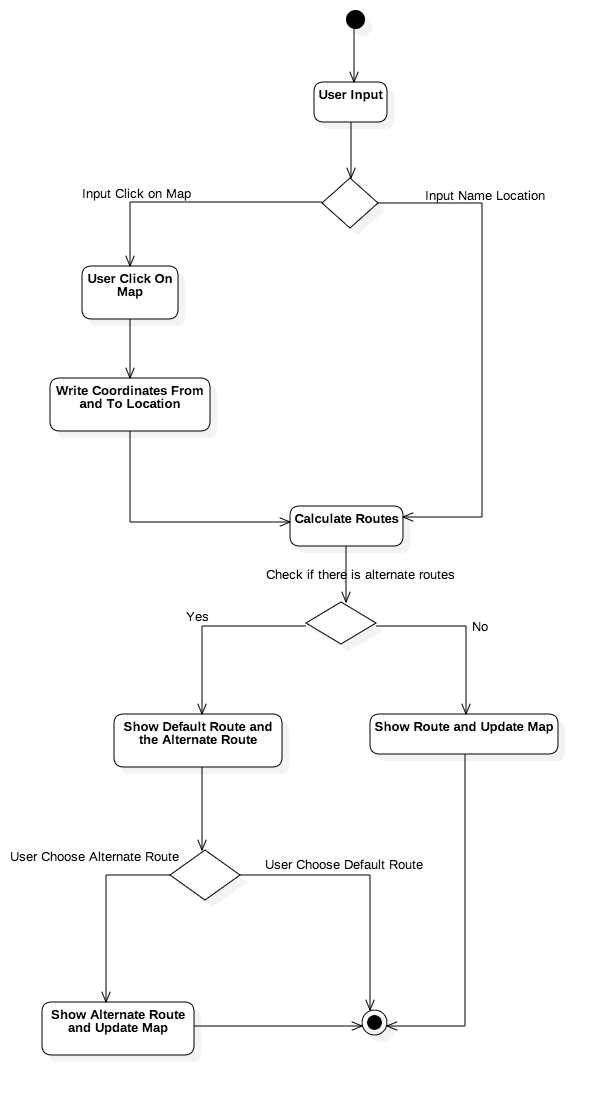 User Input
Input Click on Map
Input Name Location
User Click On
Map
Write Coordinates From
and To Location
Calculate Routes
Check if there is alternate routes
Yes
No
Show Default Route and
the Alternate Route
Show Route and Update Map
User Choose Alternate Route
User Choose Default Route
Show Alternate Route
and Update Map